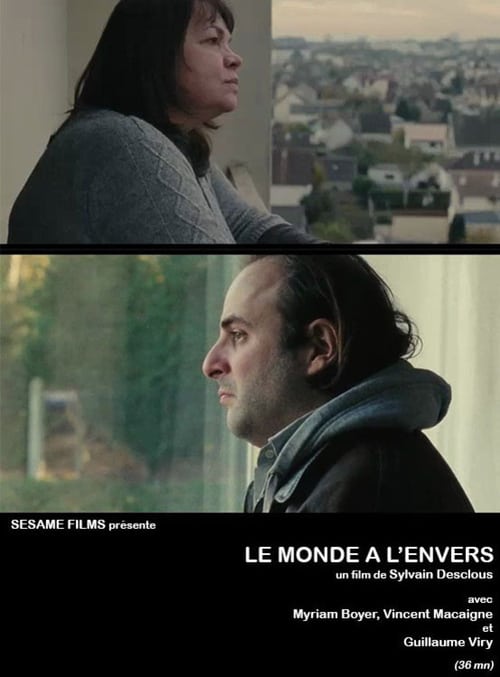 SESAME FILMS présente
LE MONDE A L'ENVERS
un film de Sylvain Desclous
avec
Myriam Boyer, Vincent Macaigne
et
Guillaume Viry
(36 mn)